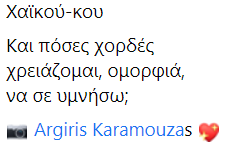 Χαϊκού-κου
Και πόσες χορδές
χρειάζομαι, ομορφιά,
να σε υμνήσω;
📷 Argiris Karamouzas 💖